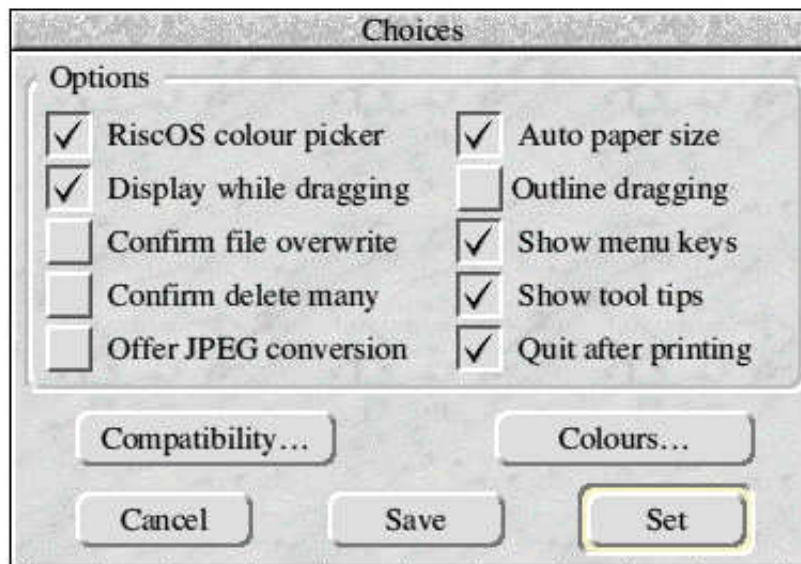 Choices
Options
RiscOS colour picker
Auto paper size
Display while dragging
Outline dragging
Confirm file overwrite
Show menu keys
Confirm delete many
Show tool tips
Offer JPEG conversion
Quit after printing
Compatibility…
Colours…
Cancel
Save
Set